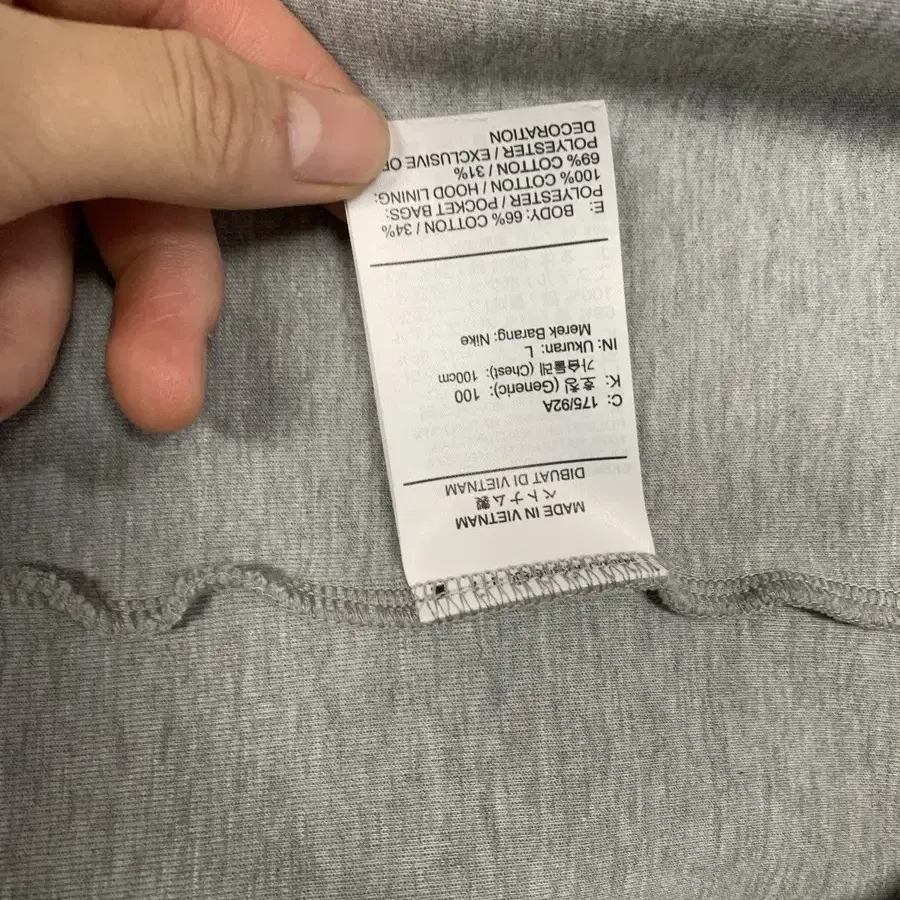 MADE IN VIETNAM
ベトナム製
DIBUAT DI VIETNAM
C: 175/92A
K: 호칭 (Generic): 100
가슴둘레 (Chest): 100cm
IN: Ukuran: L
Merek Barang: Nike
E: BODY: 66% COTTON / 34%
POLYESTER / POCKET BAGS:
100% COTTON / HOOD LINING:
69% COTTON / 31%
POLYESTER / EXCLUSIVE OF
DECORATION